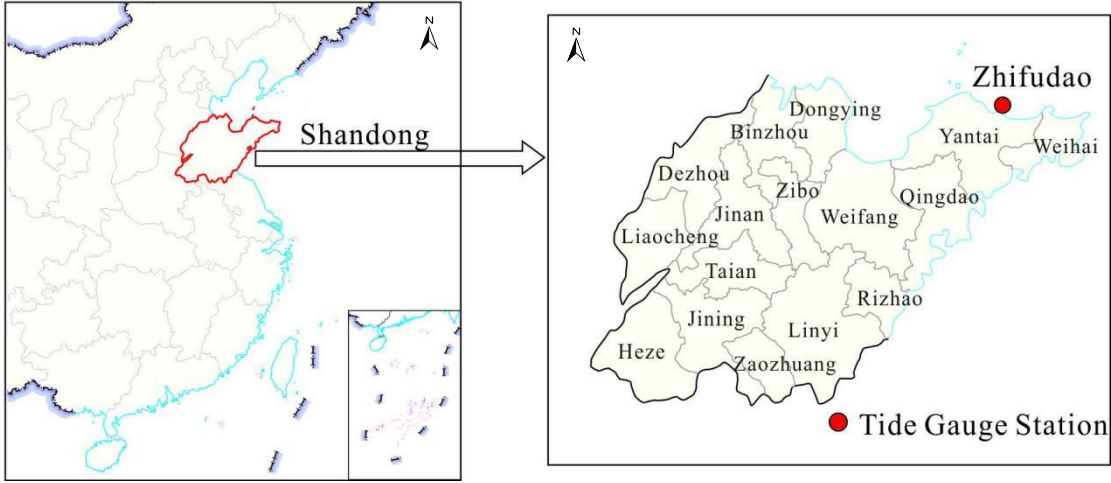 N
Shandong
N
Zhifudao
Dongying
Binzhou
Yantai
Weihai
Dezhou
Zibo
Qingdao
Jinan
Weifang
Liaocheng
Taian
Rizhao
Jining
Linyi
Heze
Zaozhuang
Tide Gauge Station